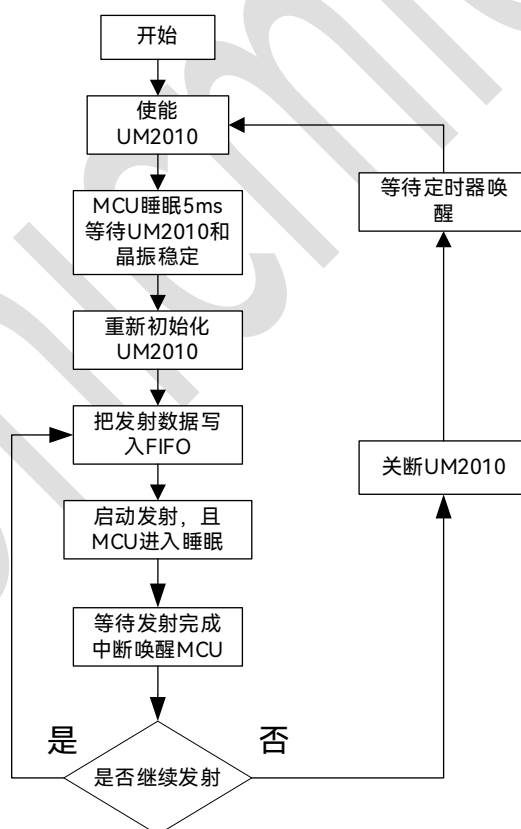 开始
使能
UM2010
MCU睡眠5ms
等待UM2010和
晶振稳定
重新初始化
UM2010
把发射数据写
入FIFO
启动发射，且
MCU进入睡眠
等待发射完成
中断唤醒MCU
是否继续发射
是
否
关断UM2010
等待定时器唤
醒